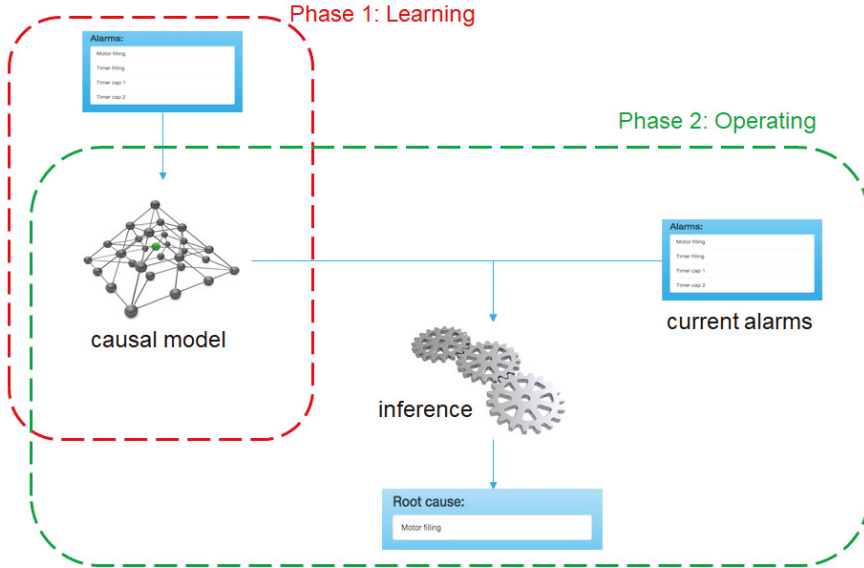 Phase 1: Learning
Alarms:
Motor filling
Timer filling
Timer cap 1
Timer cap 2
Phase 2: Operating
causal model
Alarms:
Motor filling
Timer filling
Timer cap 1
Timer cap 2
current alarms
inference
Root cause:
Motor filling